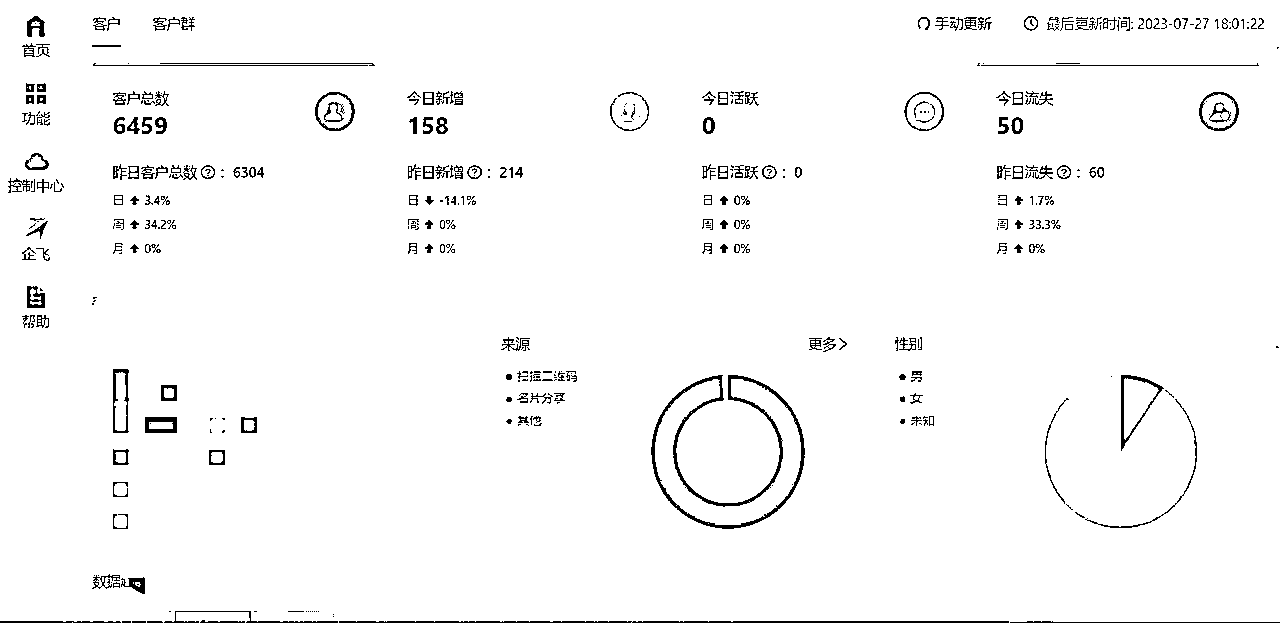 首页
功能
控制中心
企飞
帮助
客户 客户群
手动更新 最后更新时间: 2023-07-27 18:01:22
客户总数
6459
昨日客户总数 ? : 6304
日 ↑ 3.4%
周 ↑ 34.2%
月 ↑ 0%
今日新增
158
昨日新增 ? : 214
日 ↓ -14.1%
周 ↑ 0%
月 ↑ 0%
今日活跃
0
昨日活跃 ? : 0
日 ↑ 0%
周 ↑ 0%
月 ↑ 0%
今日流失
50
昨日流失 ? : 60
日 ↑ 1.7%
周 ↑ 33.3%
月 ↑ 0%
来源 更多 >
扫描二维码
名片分享
其他
性别
男
女
未知
数据